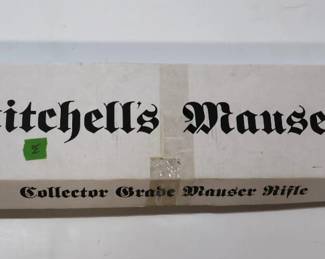 itchell's Mause
Collector Grade Mauser Rifle